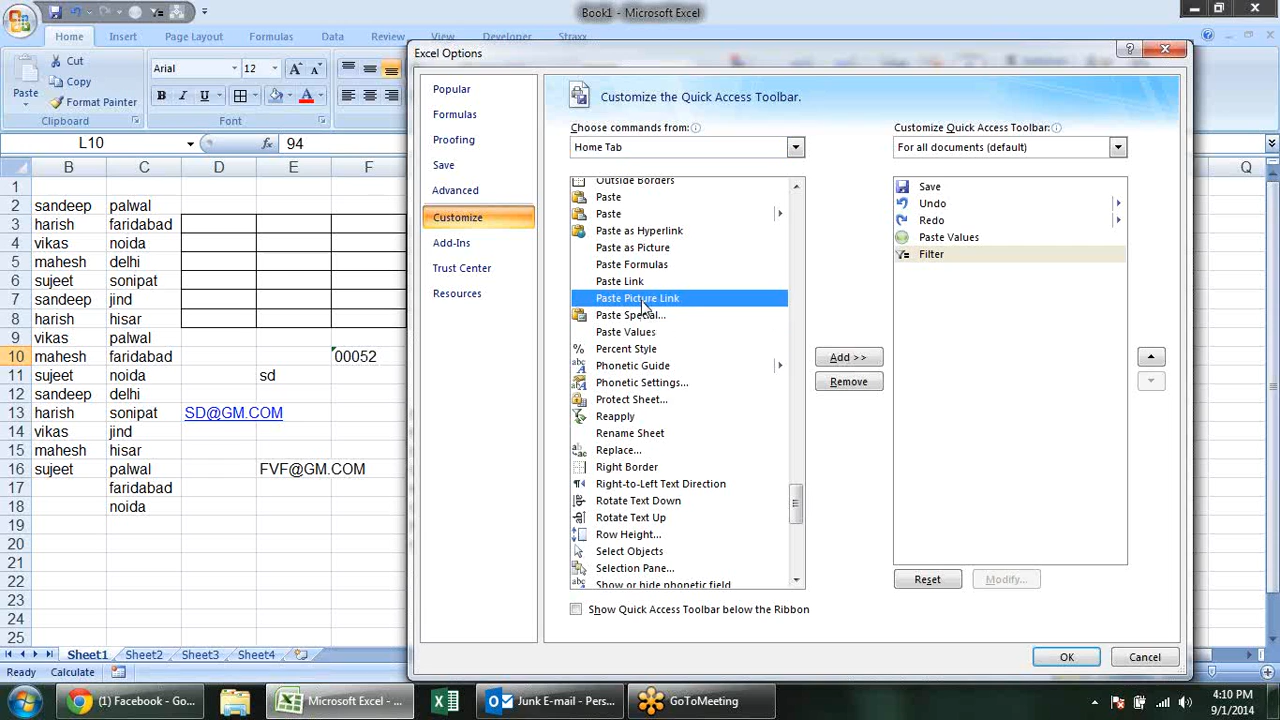 Book1 - Microsoft Excel
Home Insert Page Layout Formulas Data Review View Developer Straxx
Paste
Cut
Copy
Format Painter
Clipboard
Arial 12
B I U
Font
L10 fx 94
B C D E F Q
1
2 sandeep palwal
3 harish faridabad
4 vikas noida
5 mahesh delhi
6 sujeet sonipat
7 sandeep jind
8 harish hisar
9 vikas palwal
10 mahesh faridabad 00052
11 sujeet noida sd
12 sandeep delhi
13 harish sonipat SD@GM.COM
14 vikas jind
15 mahesh hisar
16 sujeet palwal FVF@GM.COM
17 faridabad
18 noida
19
20
21
22
23
24
25
Sheet1 Sheet2 Sheet3 Sheet4
Ready Calculate
Excel Options
Popular
Formulas
Proofing
Save
Advanced
Customize
Add-Ins
Trust Center
Resources
Customize the Quick Access Toolbar.
Choose commands from:
Home Tab
Outside Borders
Paste
Paste
Paste as Hyperlink
Paste as Picture
Paste Formulas
Paste Link
Paste Picture Link
Paste Special...
Paste Values
Percent Style
Phonetic Guide
Phonetic Settings...
Protect Sheet...
Reapply
Rename Sheet
Replace...
Right Border
Right-to-Left Text Direction
Rotate Text Down
Rotate Text Up
Row Height...
Select Objects
Selection Pane...
Show or hide phonetic field
Show Quick Access Toolbar below the Ribbon
Add >>
Remove
Customize Quick Access Toolbar:
For all documents (default)
Save
Undo
Redo
Paste Values
Filter
Reset Modify...
OK Cancel
(1) Facebook - Go... Microsoft Excel - ... Junk E-mail - Pers... GoToMeeting
4:10 PM
9/1/2014